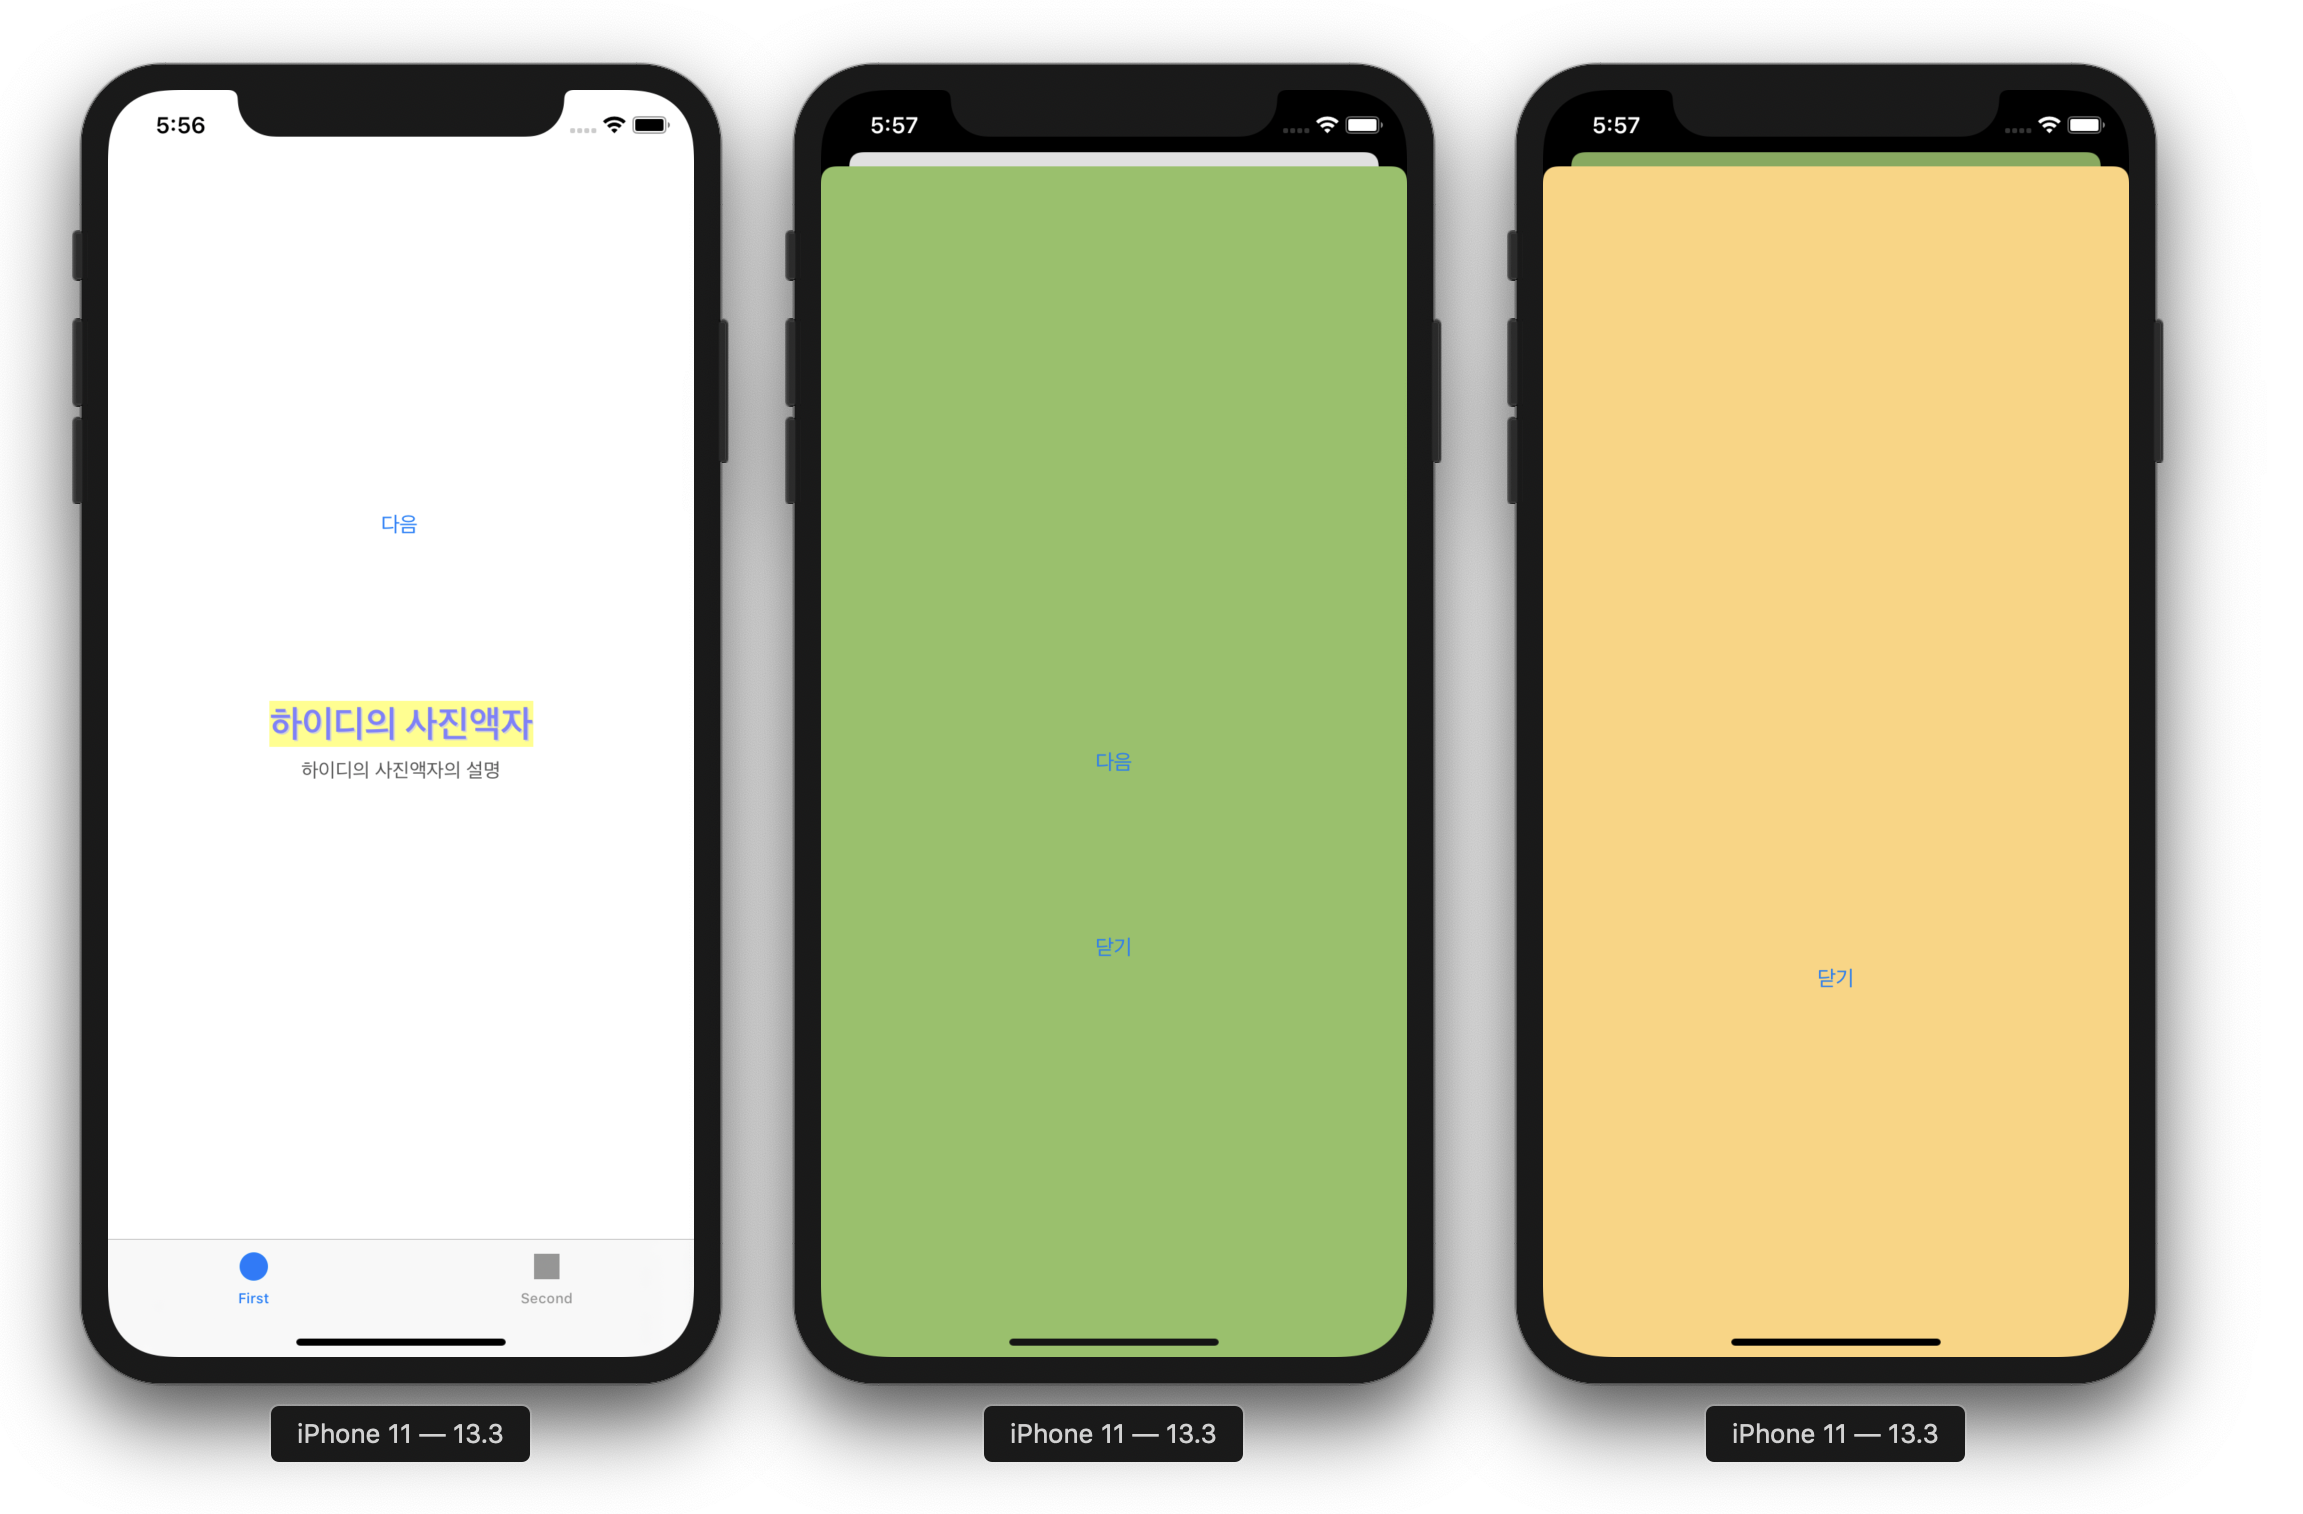 5:56
다음
하이디의 사진액자
하이디의 사진액자의 설명
First
Second
iPhone 11 — 13.3
5:57
다음
닫기
iPhone 11 — 13.3
5:57
닫기
iPhone 11 — 13.3